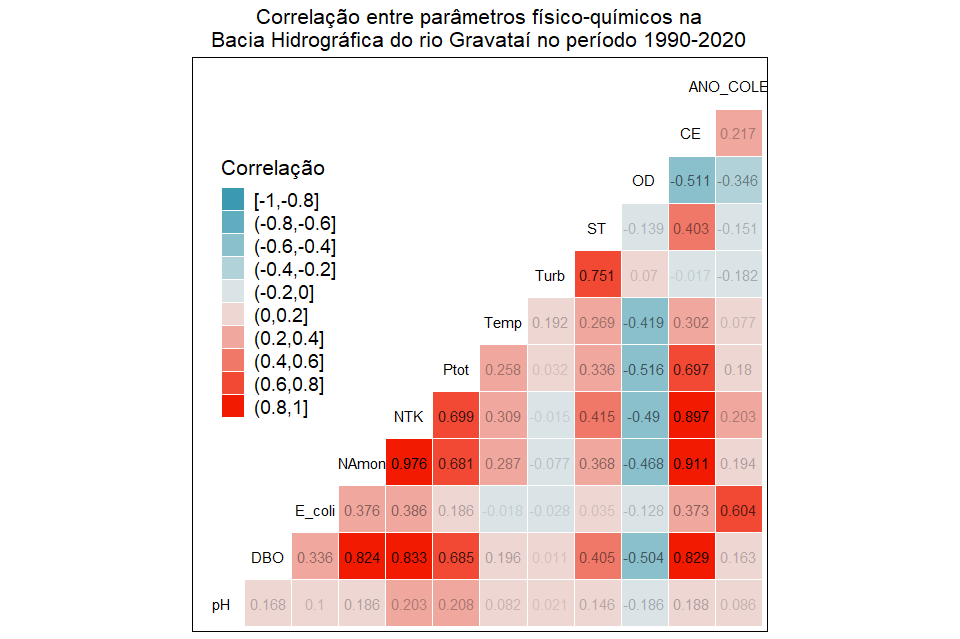 Correlação entre parâmetros físico-químicos na
Bacia Hidrográfica do rio Gravataí no período 1990-2020
ANO_COLE
CE 0.217
Correlação
[-1,-0.8]
(-0.8,-0.6]
(-0.6,-0.4]
(-0.4,-0.2]
(-0.2,0]
(0,0.2]
(0.2,0.4]
(0.4,0.6]
(0.6,0.8]
(0.8,1]
OD -0.511 -0.346
ST -0.139 0.403 -0.151
Turb 0.751 0.07 -0.017 -0.182
Temp 0.192 0.269 -0.419 0.302 0.077
Ptot 0.258 0.032 0.336 -0.516 0.697 0.18
NTK 0.699 0.309 -0.015 0.415 -0.49 0.897 0.203
NAmon 0.976 0.681 0.287 -0.077 0.368 -0.468 0.911 0.194
E_coli 0.376 0.386 0.186 -0.018 -0.028 0.035 -0.128 0.373 0.604
DBO 0.336 0.824 0.833 0.685 0.196 0.011 0.405 -0.504 0.829 0.163
pH 0.168 0.1 0.186 0.203 0.208 0.082 0.021 0.146 -0.186 0.188 0.086